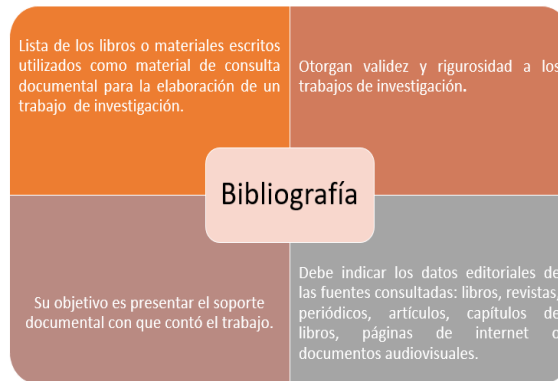 Lista de los libros o materiales escritos
utilizados como material de consulta
documental para la elaboración de un
trabajo de investigación.
Otorgan validez y rigurosidad a los
trabajos de investigación.
Bibliografía
Su objetivo es presentar el soporte
documental con que contó el trabajo.
Debe indicar los datos editoriales de
las fuentes consultadas: libros, revistas,
periódicos, artículos, capítulos de
libros, páginas de internet o
documentos audiovisuales.